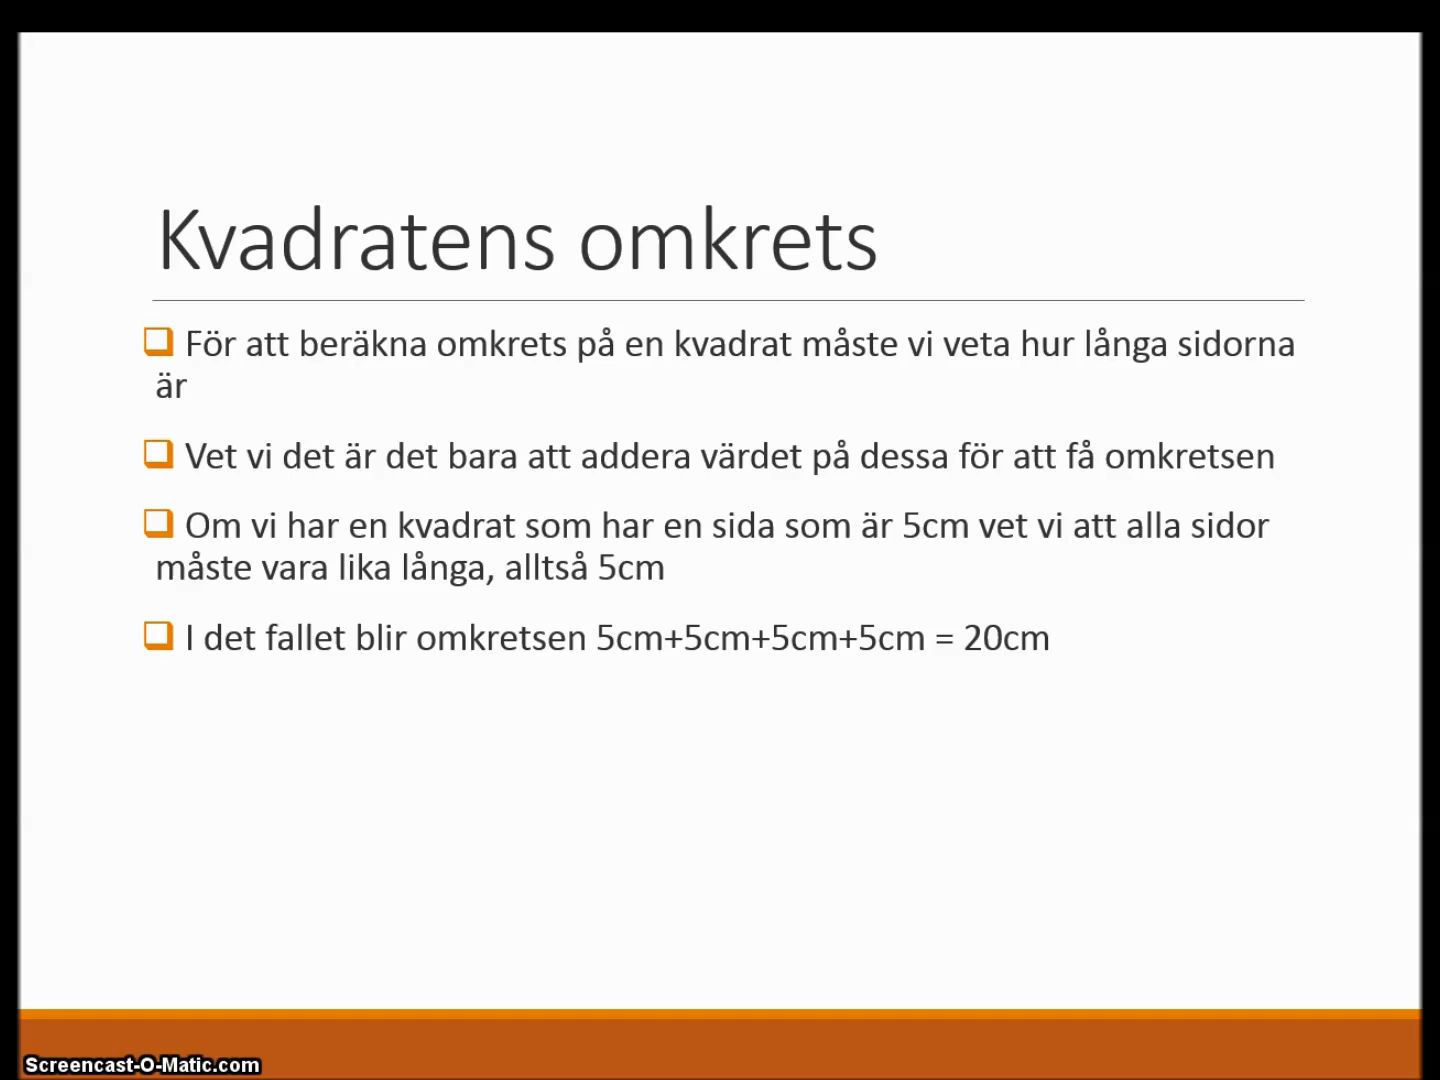 Kvadratens omkrets
För att beräkna omkrets på en kvadrat måste vi veta hur långa sidorna
är
Vet vi det är det bara att addera värdet på dessa för att få omkretsen
Om vi har en kvadrat som har en sida som är 5cm vet vi att alla sidor
måste vara lika långa, alltså 5cm
I det fallet blir omkretsen 5cm+5cm+5cm+5cm = 20cm
Screencast-O-Matic.com